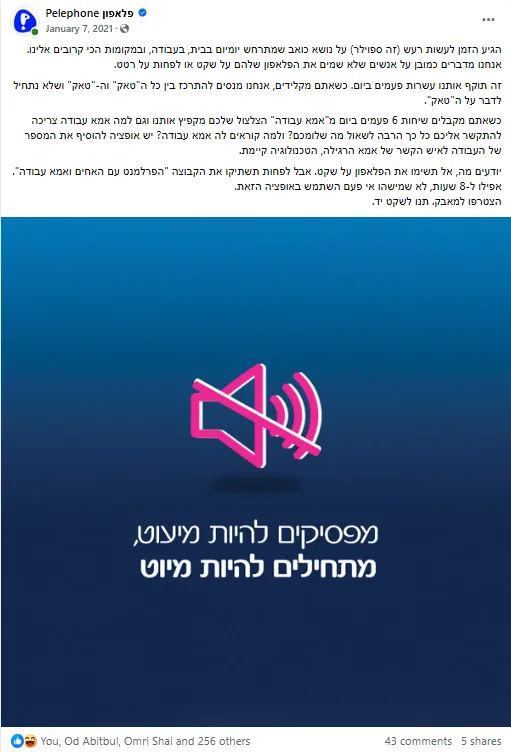 Pelephone פלאפון
January 7, 2021 ·
הגיע הזמן לעשות רעש (זה ספוילר) על נושא כואב שמתרחש יומיום בבית, בעבודה, ובמקומות הכי קרובים אלינו.
אנחנו מדברים כמובן על אנשים שלא שמים את הפלאפון שלהם על שקט או לפחות על רטט.
זה תוקף אותנו עשרות פעמים ביום. כשאתם מקלידים, אנחנו מנסים להתרכז בין כל ה"טאק" וה-"טאק" ושלא נתחיל
לדבר על ה"טאק".
כשאתם מקבלים שיחות 6 פעמים ביום מ"אמא עבודה" הצלצול שלכם מקפיץ אותנו וגם למה אמא עבודה צריכה
להתקשר אליכם כל כך הרבה לשאול מה שלומכם? ולמה קוראים לה אמא עבודה? יש אופציה להוסיף את המספר
של העבודה לאיש הקשר של אמא הרגילה, הטכנולוגיה קיימת.
יודעים מה, אל תשימו את הפלאפון על שקט. אבל לפחות תשתיקו את הקבוצה "הפרלמנט עם האחים ואמא עבודה".
אפילו ל-8 שעות, לא שמישהו אי פעם השתמש באופציה הזאת.
הצטרפו למאבק. תנו לשקט יד.
מפסיקים להיות מיעוט,
מתחילים להיות מיוט
You, Od Abitbul, Omri Shai and 256 others
43 comments 5 shares